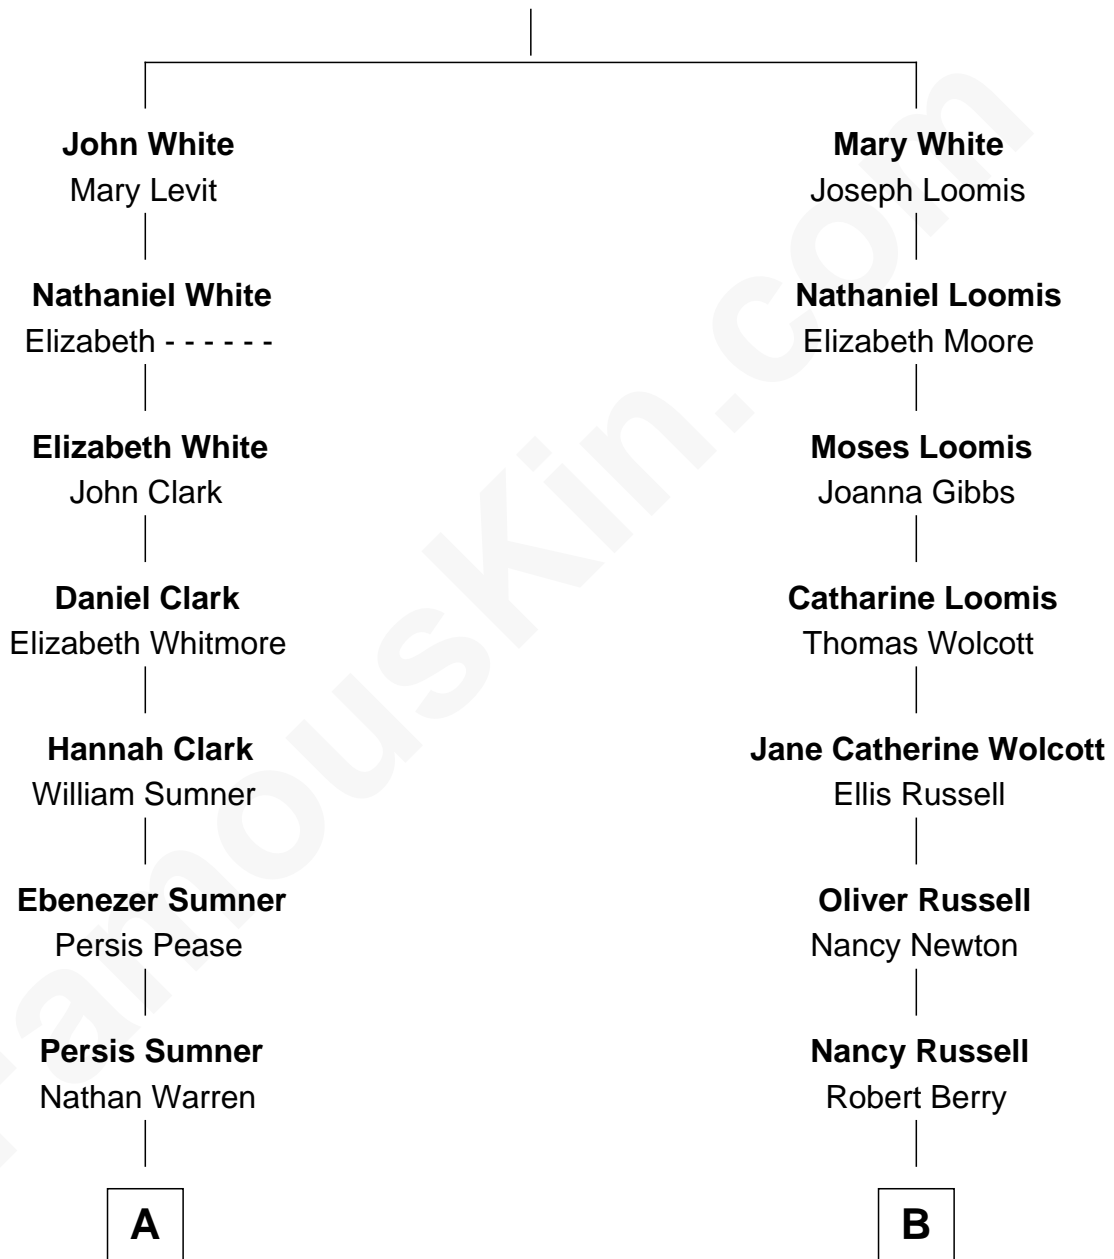 John White
Mary Levit
Nathaniel White
Elizabeth - - - - - -
Elizabeth White
John Clark
Daniel Clark
Elizabeth Whitmore
Hannah Clark
William Sumner
Ebenezer Sumner
Persis Pease
Persis Sumner
Nathan Warren
A
Mary White
Joseph Loomis
Nathaniel Loomis
Elizabeth Moore
Moses Loomis
Joanna Gibbs
Catharine Loomis
Thomas Wolcott
Jane Catherine Wolcott
Ellis Russell
Oliver Russell
Nancy Newton
Nancy Russell
Robert Berry
B
FamousKin.com